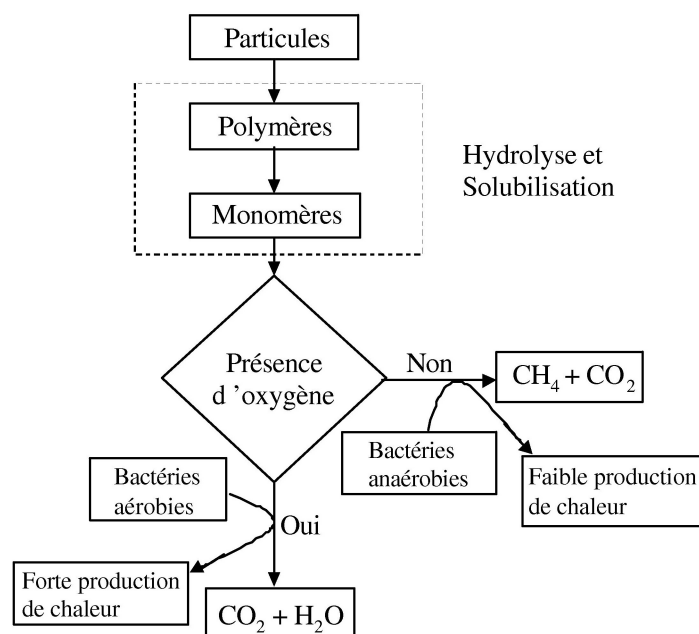 Particules
Polymères
Hydrolyse et
Solubilisation
Monomères
Présence
d ’oxygène
Non
CH₄ + CO₂
Bactéries
anaérobies
Faible production
de chaleur
Bactéries
aérobies
Oui
Forte production
de chaleur
CO₂ + H₂O